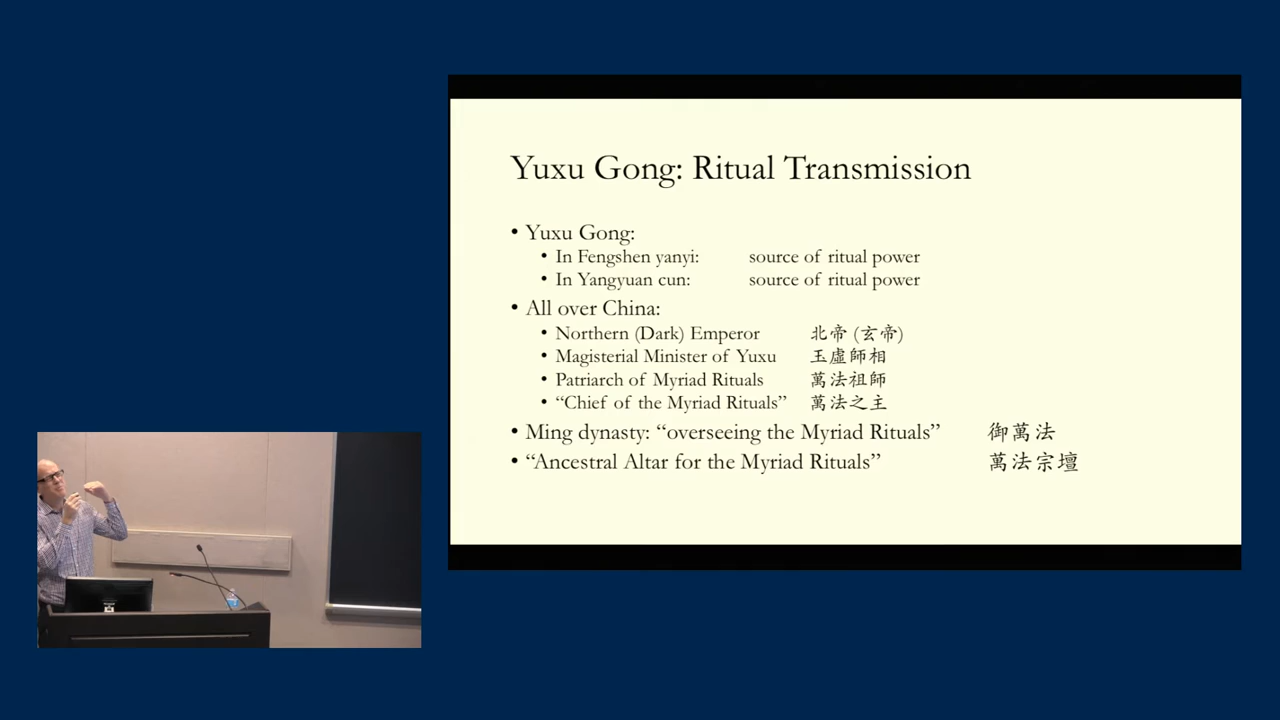 Yuxu Gong: Ritual Transmission
• Yuxu Gong:
• In Fengshen yanyi: source of ritual power
• In Yangyuan cun: source of ritual power
• All over China:
• Northern (Dark) Emperor 北帝 (玄帝)
• Magisterial Minister of Yuxu 玉虛師相
• Patriarch of Myriad Rituals 萬法祖師
• “Chief of the Myriad Rituals” 萬法之主
• Ming dynasty: “overseeing the Myriad Rituals” 御萬法
• “Ancestral Altar for the Myriad Rituals” 萬法宗壇